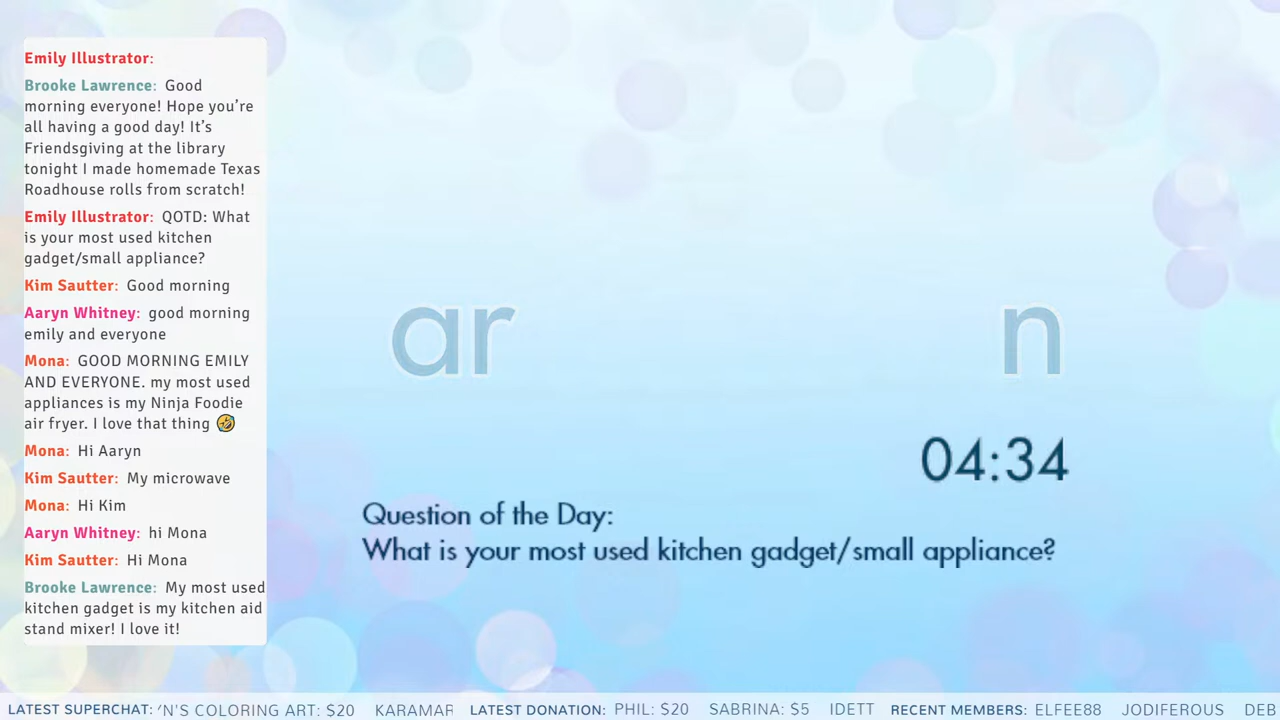 Emily Illustrator:
Brooke Lawrence: Good
morning everyone! Hope you’re
all having a good day! It’s
Friendsgiving at the library
tonight I made homemade Texas
Roadhouse rolls from scratch!
Emily Illustrator: QOTD: What
is your most used kitchen
gadget/small appliance?
Kim Sautter: Good morning
Aaryn Whitney: good morning
emily and everyone
Mona: GOOD MORNING EMILY
AND EVERYONE. my most used
appliances is my Ninja Foodie
air fryer. I love that thing 🤣
Mona: Hi Aaryn
Kim Sautter: My microwave
Mona: Hi Kim
Aaryn Whitney: hi Mona
Kim Sautter: Hi Mona
Brooke Lawrence: My most used
kitchen gadget is my kitchen aid
stand mixer! I love it!
ar n
04:34
Question of the Day:
What is your most used kitchen gadget/small appliance?
LATEST SUPERCHAT: 'N'S COLORING ART: $20 KARAMAR LATEST DONATION: PHIL: $20 SABRINA: $5 IDETT RECENT MEMBERS: ELFEE88 JODIFEROUS DEB